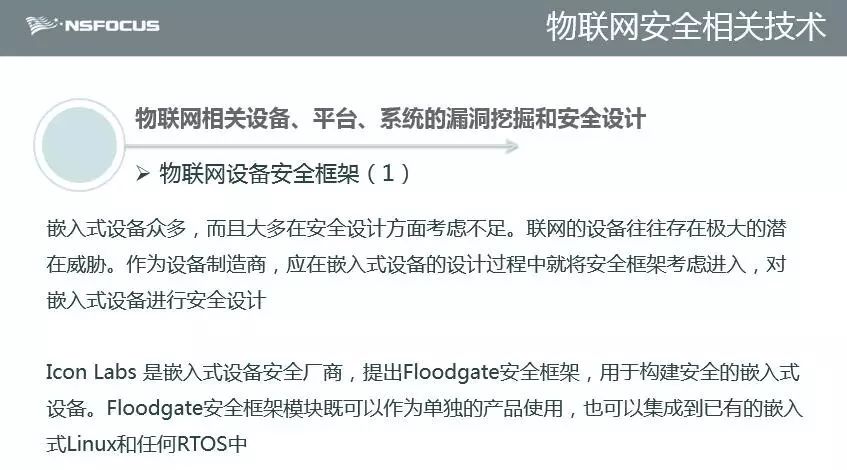 NSFOCUS
物联网安全相关技术
物联网相关设备、平台、系统的漏洞挖掘和安全设计
➢ 物联网设备安全框架（1）
嵌入式设备众多，而且大多在安全设计方面考虑不足。联网的设备往往存在极大的潜
在威胁。作为设备制造商，应在嵌入式设备的设计过程中就将安全框架考虑进入，对
嵌入式设备进行安全设计
Icon Labs 是嵌入式设备安全厂商，提出Floodgate安全框架，用于构建安全的嵌入式
设备。Floodgate安全框架模块既可以作为单独的产品使用，也可以集成到已有的嵌入
式Linux和任何RTOS中